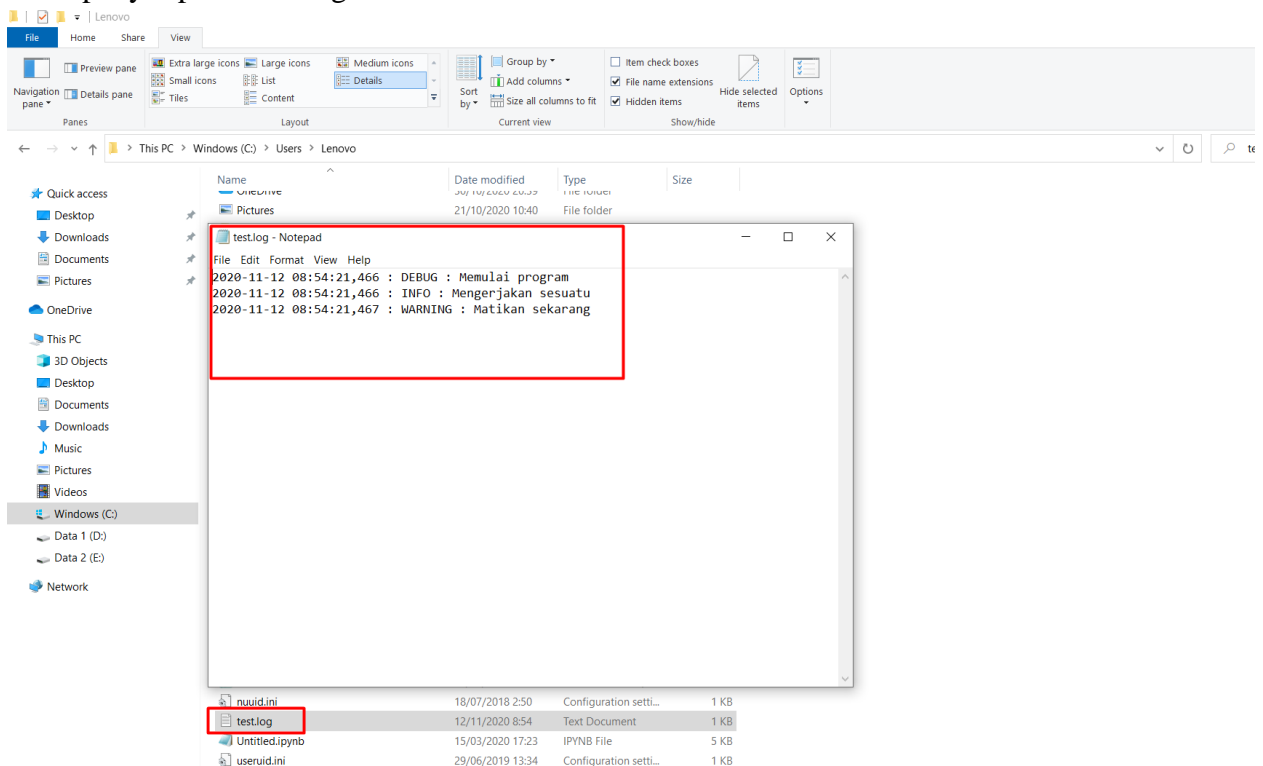 Lenovo
File Home Share View
Preview pane
Details pane
Navigation pane
Panes
Extra large icons Large icons Medium icons
Small icons List Details
Tiles Content
Layout
Sort by
Group by
Add columns
Size all columns to fit
Current view
Item check boxes
File name extensions
Hidden items
Hide selected items
Show/hide
Options
This PC > Windows (C:) > Users > Lenovo
te
Quick access
Desktop
Downloads
Documents
Pictures
OneDrive
This PC
3D Objects
Desktop
Documents
Downloads
Music
Pictures
Videos
Windows (C:)
Data 1 (D:)
Data 2 (E:)
Network
Name Date modified Type Size
OneDrive 30/10/2020 20:39 File folder
Pictures 21/10/2020 10:40 File folder
test.log - Notepad
File Edit Format View Help
2020-11-12 08:54:21,466 : DEBUG : Memulai program
2020-11-12 08:54:21,466 : INFO : Mengerjakan sesuatu
2020-11-12 08:54:21,467 : WARNING : Matikan sekarang
nuuid.ini 18/07/2018 2:50 Configuration setti... 1 KB
test.log 12/11/2020 8:54 Text Document 1 KB
Untitled.ipynb 15/03/2020 17:23 IPYNB File 5 KB
useruid.ini 29/06/2019 13:34 Configuration setti... 1 KB